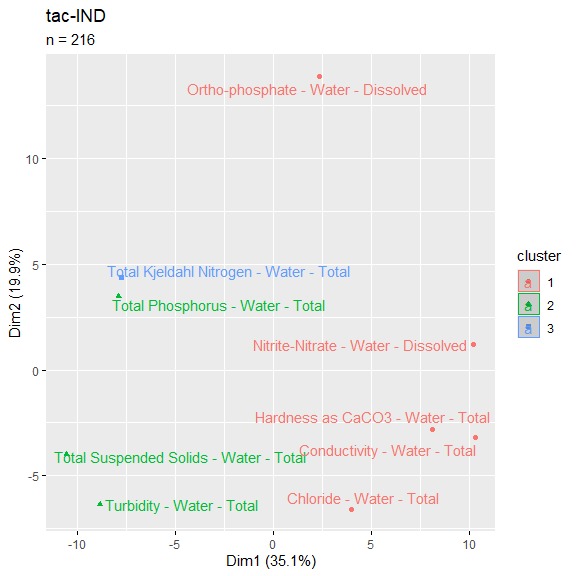 tac-IND
n = 216
Ortho-phosphate - Water - Dissolved
10
Total Kjeldahl Nitrogen - Water - Total
5
Total Phosphorus - Water - Total
Nitrite-Nitrate - Water - Dissolved
0
Hardness as CaCO3 - Water - Total
Conductivity - Water - Total
Total Suspended Solids - Water - Total
-5
Chloride - Water - Total
Turbidity - Water - Total
Dim2 (19.9%)
-10 -5 0 5 10
Dim1 (35.1%)
cluster
a 1
a 2
a 3